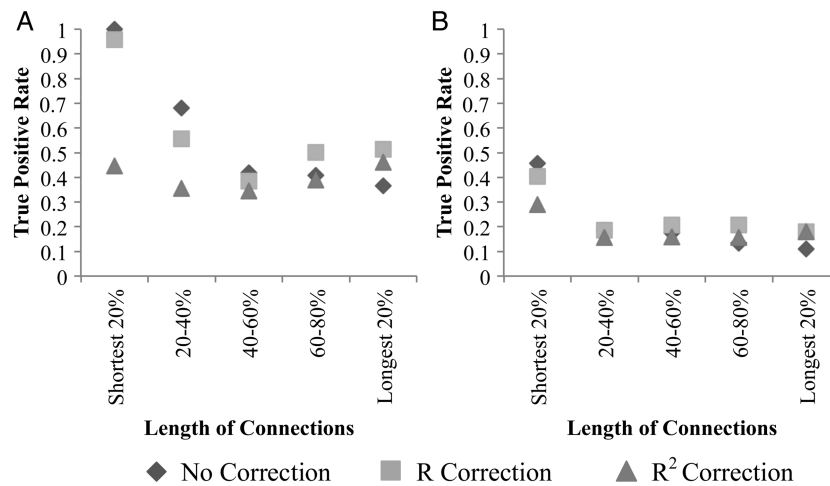 A
1
0.9
0.8
0.7
0.6
0.5
0.4
0.3
0.2
0.1
0
True Positive Rate
Shortest 20%
20-40%
40-60%
60-80%
Longest 20%
Length of Connections
B
1
0.9
0.8
0.7
0.6
0.5
0.4
0.3
0.2
0.1
0
True Positive Rate
Shortest 20%
20-40%
40-60%
60-80%
Longest 20%
Length of Connections
No Correction
R Correction
R² Correction